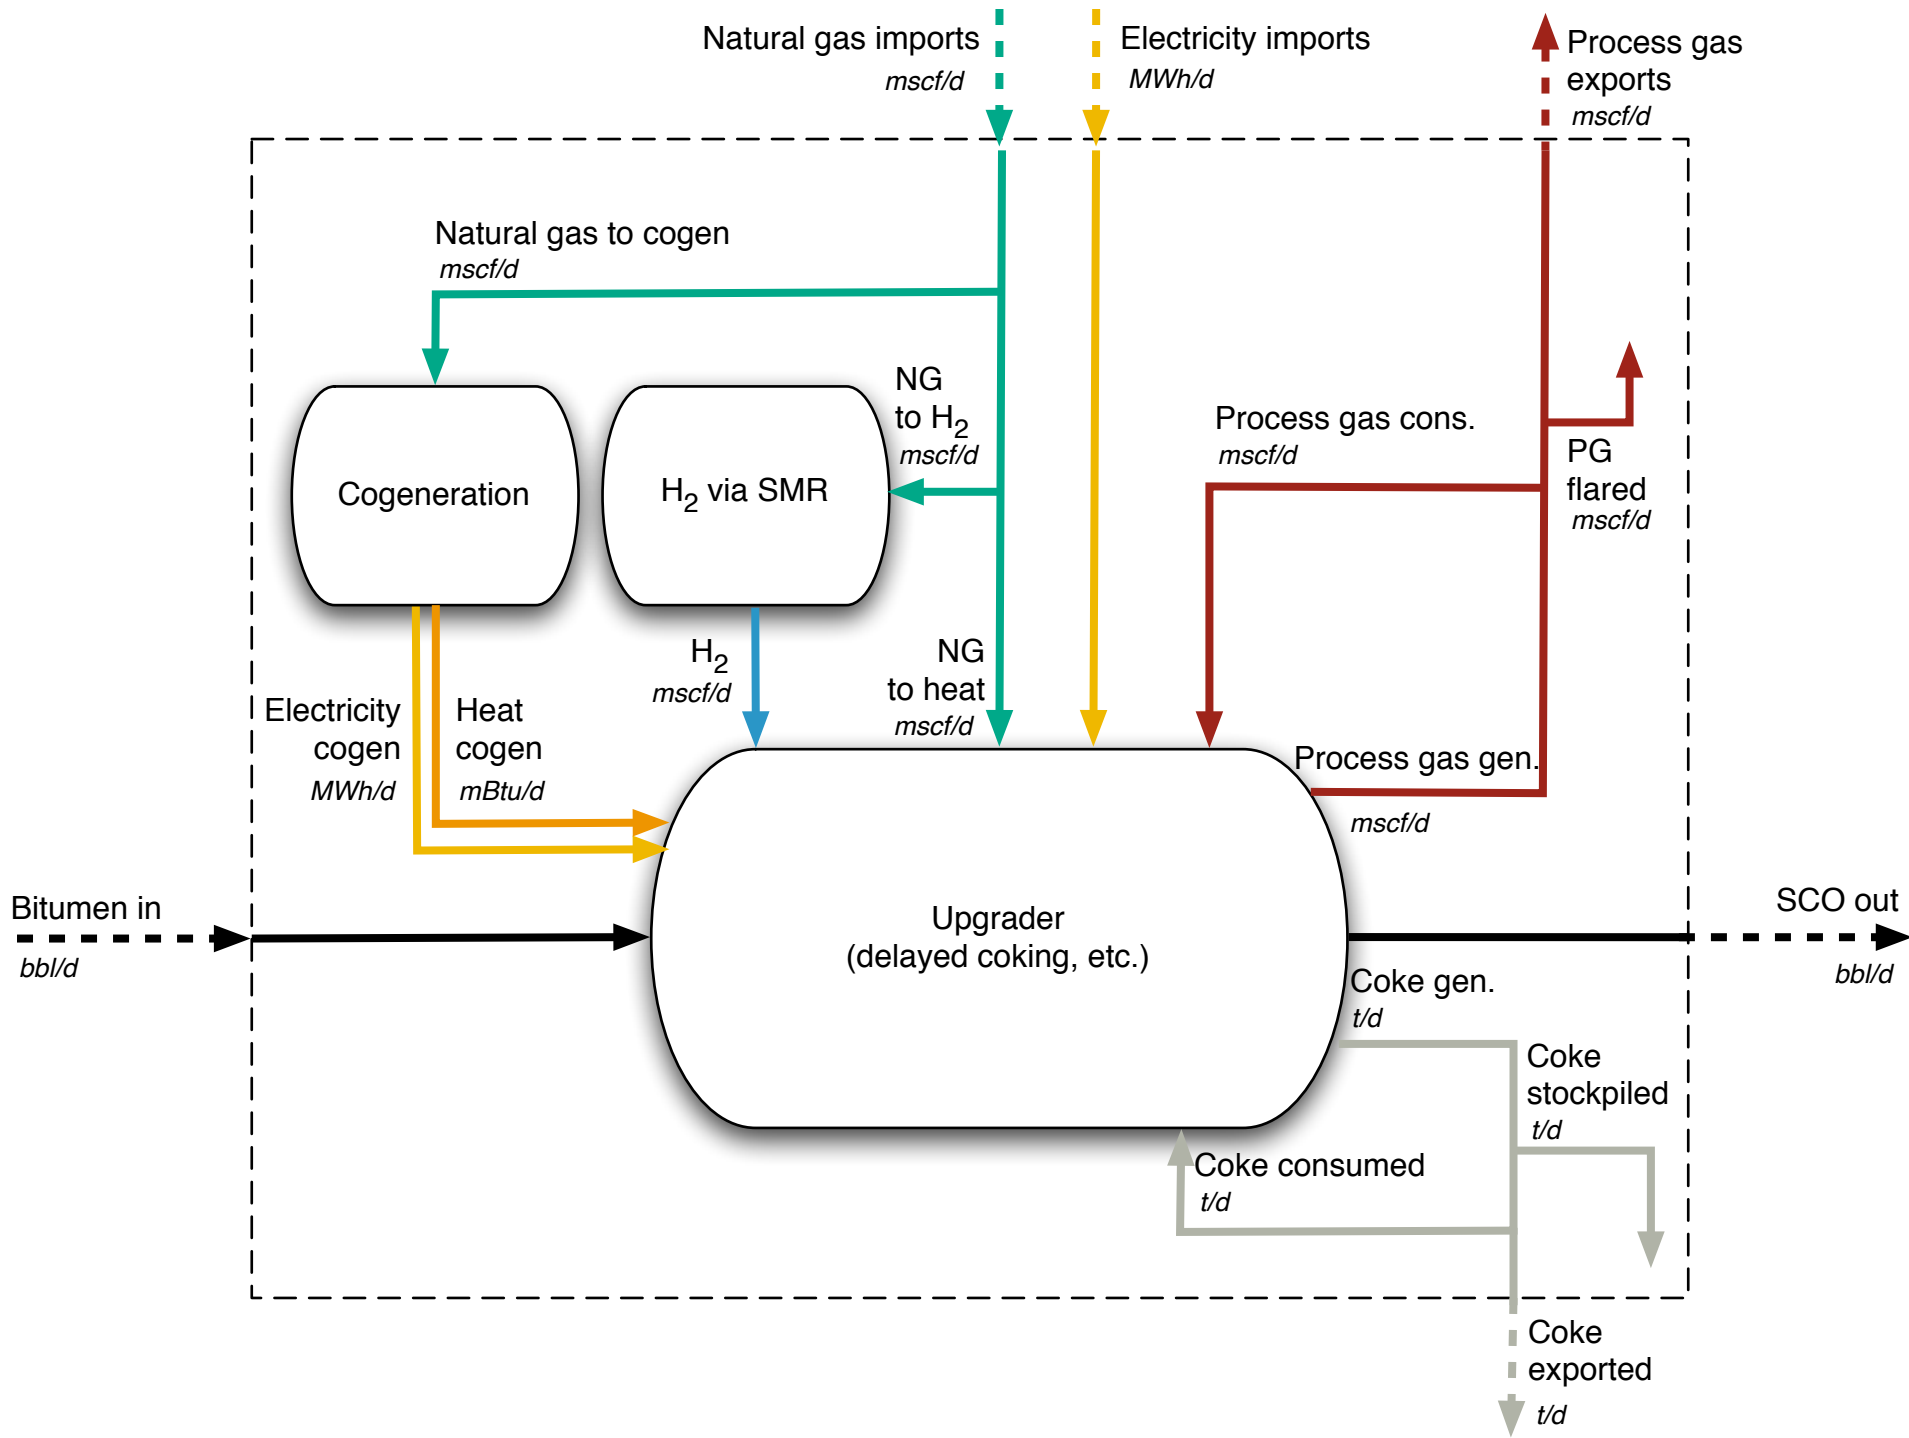 Natural gas imports
mscf/d
Electricity imports
MWh/d
Process gas
exports
mscf/d
Natural gas to cogen
mscf/d
NG
to H2
mscf/d
Process gas cons.
mscf/d
PG
flared
mscf/d
Cogeneration
H2 via SMR
H2
mscf/d
NG
to heat
mscf/d
Electricity
cogen
MWh/d
Heat
cogen
mBtu/d
Process gas gen.
mscf/d
Bitumen in
bbl/d
Upgrader
(delayed coking, etc.)
SCO out
bbl/d
Coke gen.
t/d
Coke
stockpiled
t/d
Coke consumed
t/d
Coke
exported
t/d